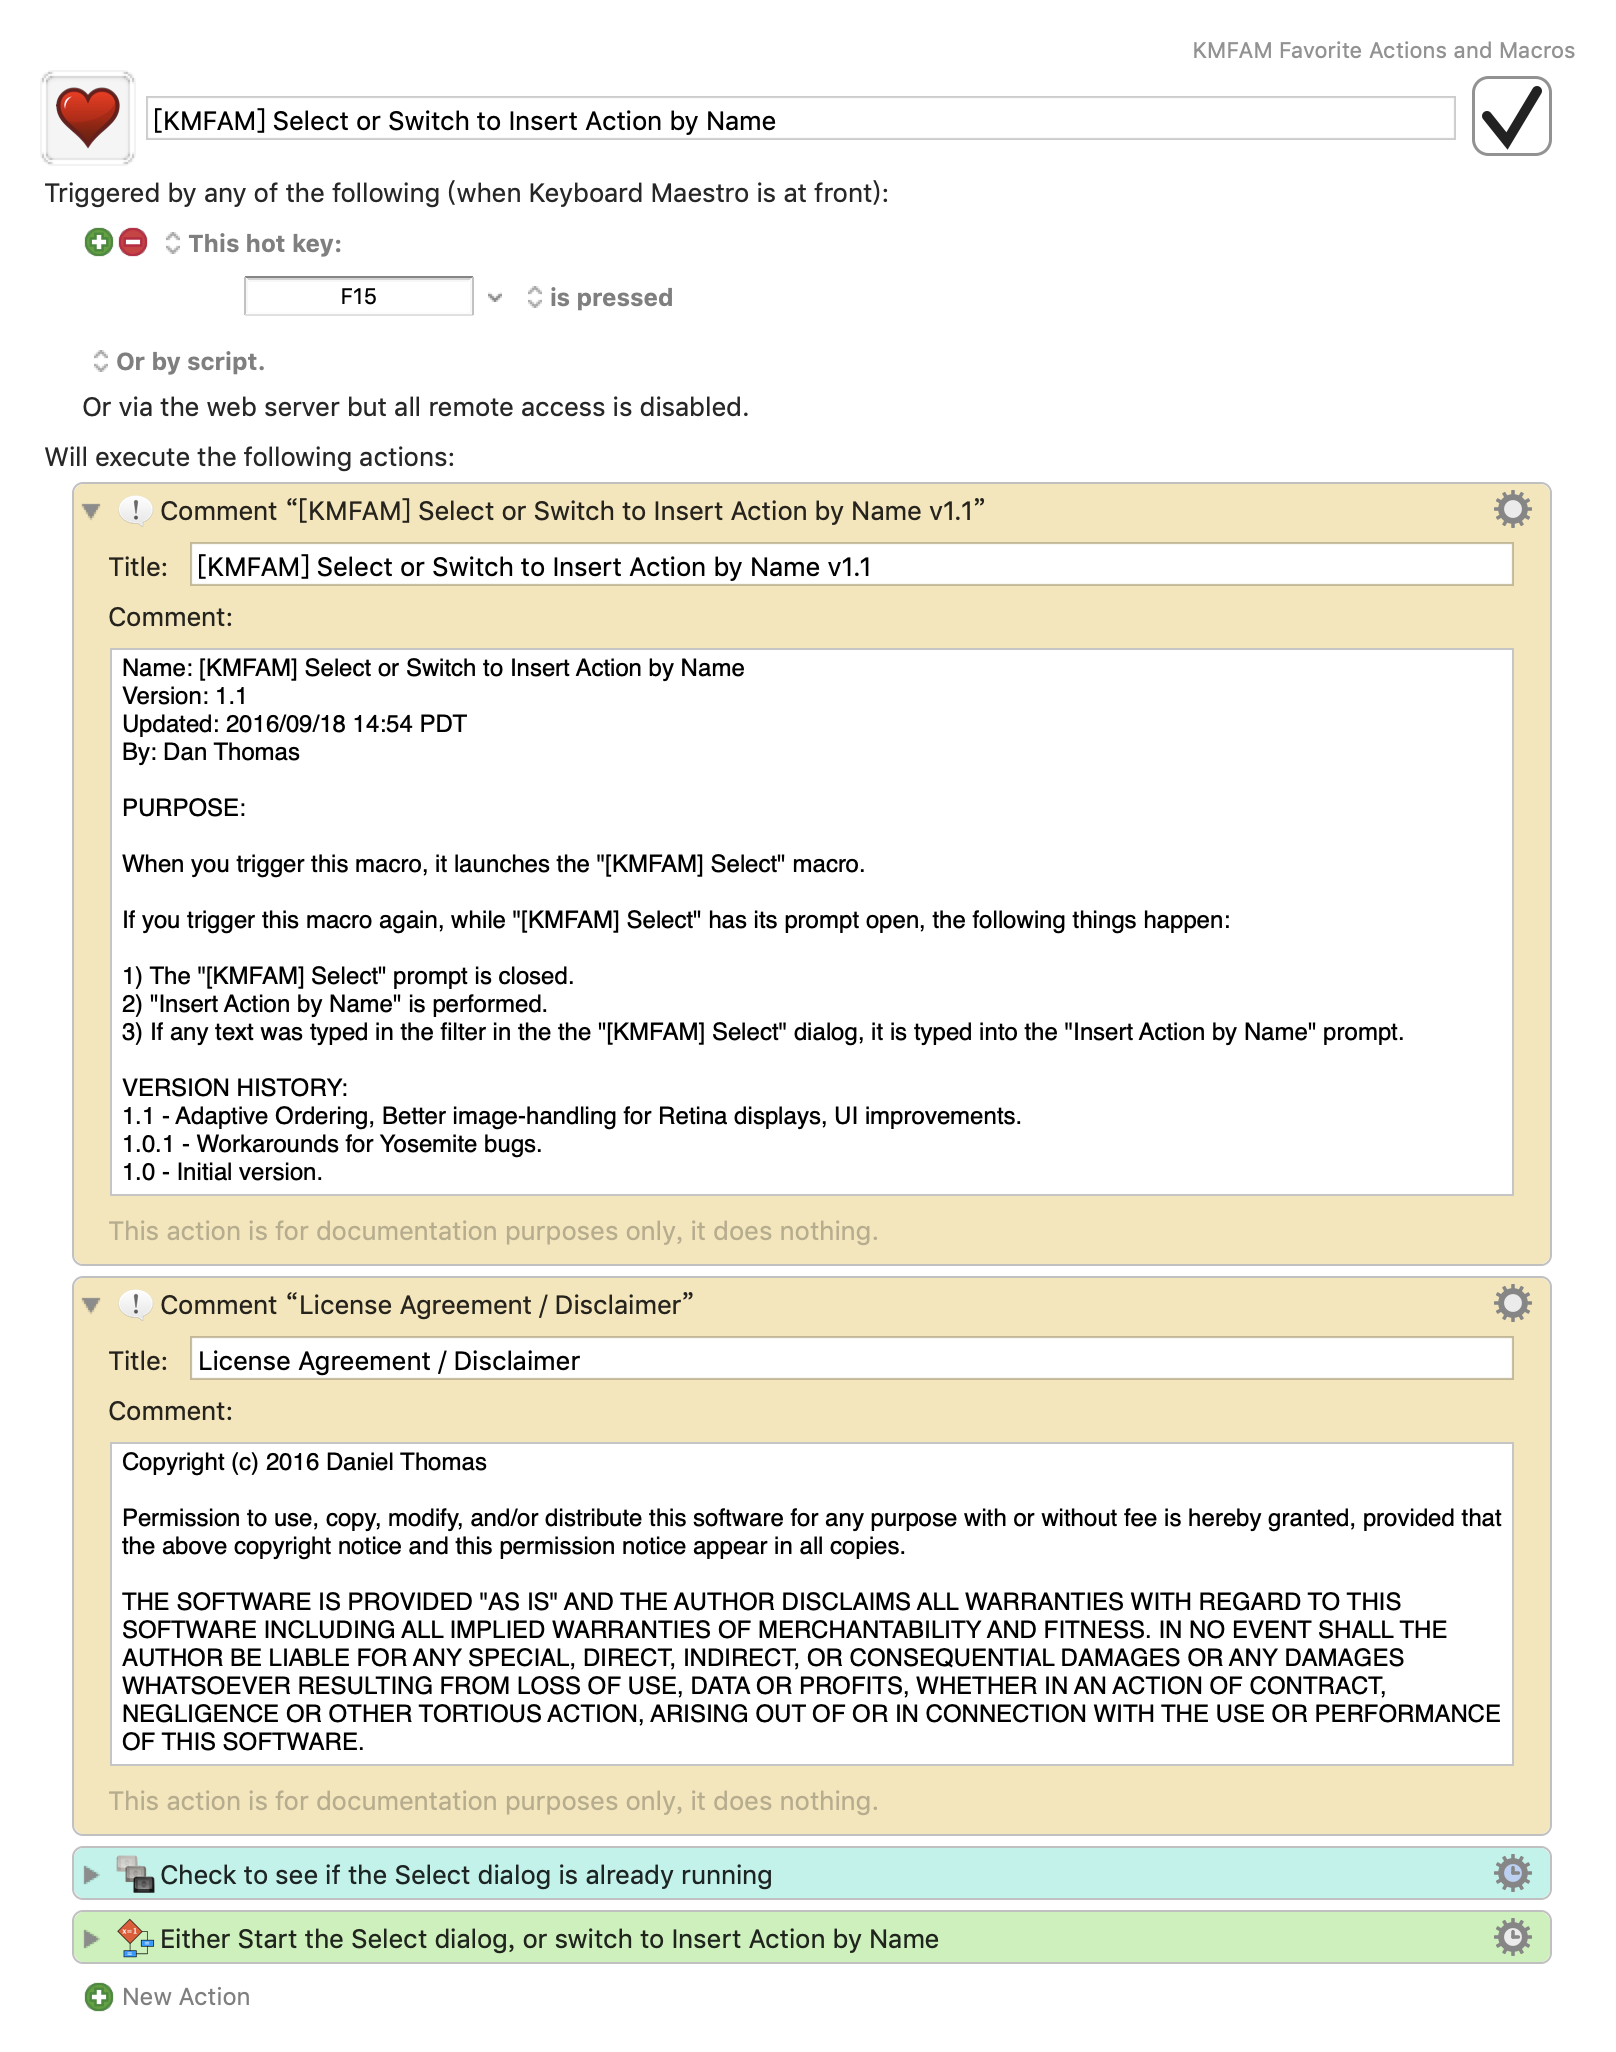 KMFAM Favorite Actions and Macros
[KMFAM] Select or Switch to Insert Action by Name
Triggered by any of the following (when Keyboard Maestro is at front):
This hot key:
F15
is pressed
Or by script.
Or via the web server but all remote access is disabled.
Will execute the following actions:
Comment “[KMFAM] Select or Switch to Insert Action by Name v1.1”
Title: [KMFAM] Select or Switch to Insert Action by Name v1.1
Comment:
Name: [KMFAM] Select or Switch to Insert Action by Name
Version: 1.1
Updated: 2016/09/18 14:54 PDT
By: Dan Thomas
PURPOSE:
When you trigger this macro, it launches the "[KMFAM] Select" macro.
If you trigger this macro again, while "[KMFAM] Select" has its prompt open, the following things happen:
1) The "[KMFAM] Select" prompt is closed.
2) "Insert Action by Name" is performed.
3) If any text was typed in the filter in the the "[KMFAM] Select" dialog, it is typed into the "Insert Action by Name" prompt.
VERSION HISTORY:
1.1 - Adaptive Ordering, Better image-handling for Retina displays, UI improvements.
1.0.1 - Workarounds for Yosemite bugs.
1.0 - Initial version.
This action is for documentation purposes only, it does nothing.
Comment “License Agreement / Disclaimer”
Title: License Agreement / Disclaimer
Comment:
Copyright (c) 2016 Daniel Thomas
Permission to use, copy, modify, and/or distribute this software for any purpose with or without fee is hereby granted, provided that
the above copyright notice and this permission notice appear in all copies.
THE SOFTWARE IS PROVIDED "AS IS" AND THE AUTHOR DISCLAIMS ALL WARRANTIES WITH REGARD TO THIS
SOFTWARE INCLUDING ALL IMPLIED WARRANTIES OF MERCHANTABILITY AND FITNESS. IN NO EVENT SHALL THE
AUTHOR BE LIABLE FOR ANY SPECIAL, DIRECT, INDIRECT, OR CONSEQUENTIAL DAMAGES OR ANY DAMAGES
WHATSOEVER RESULTING FROM LOSS OF USE, DATA OR PROFITS, WHETHER IN AN ACTION OF CONTRACT,
NEGLIGENCE OR OTHER TORTIOUS ACTION, ARISING OUT OF OR IN CONNECTION WITH THE USE OR PERFORMANCE
OF THIS SOFTWARE.
This action is for documentation purposes only, it does nothing.
Check to see if the Select dialog is already running
Either Start the Select dialog, or switch to Insert Action by Name
New Action